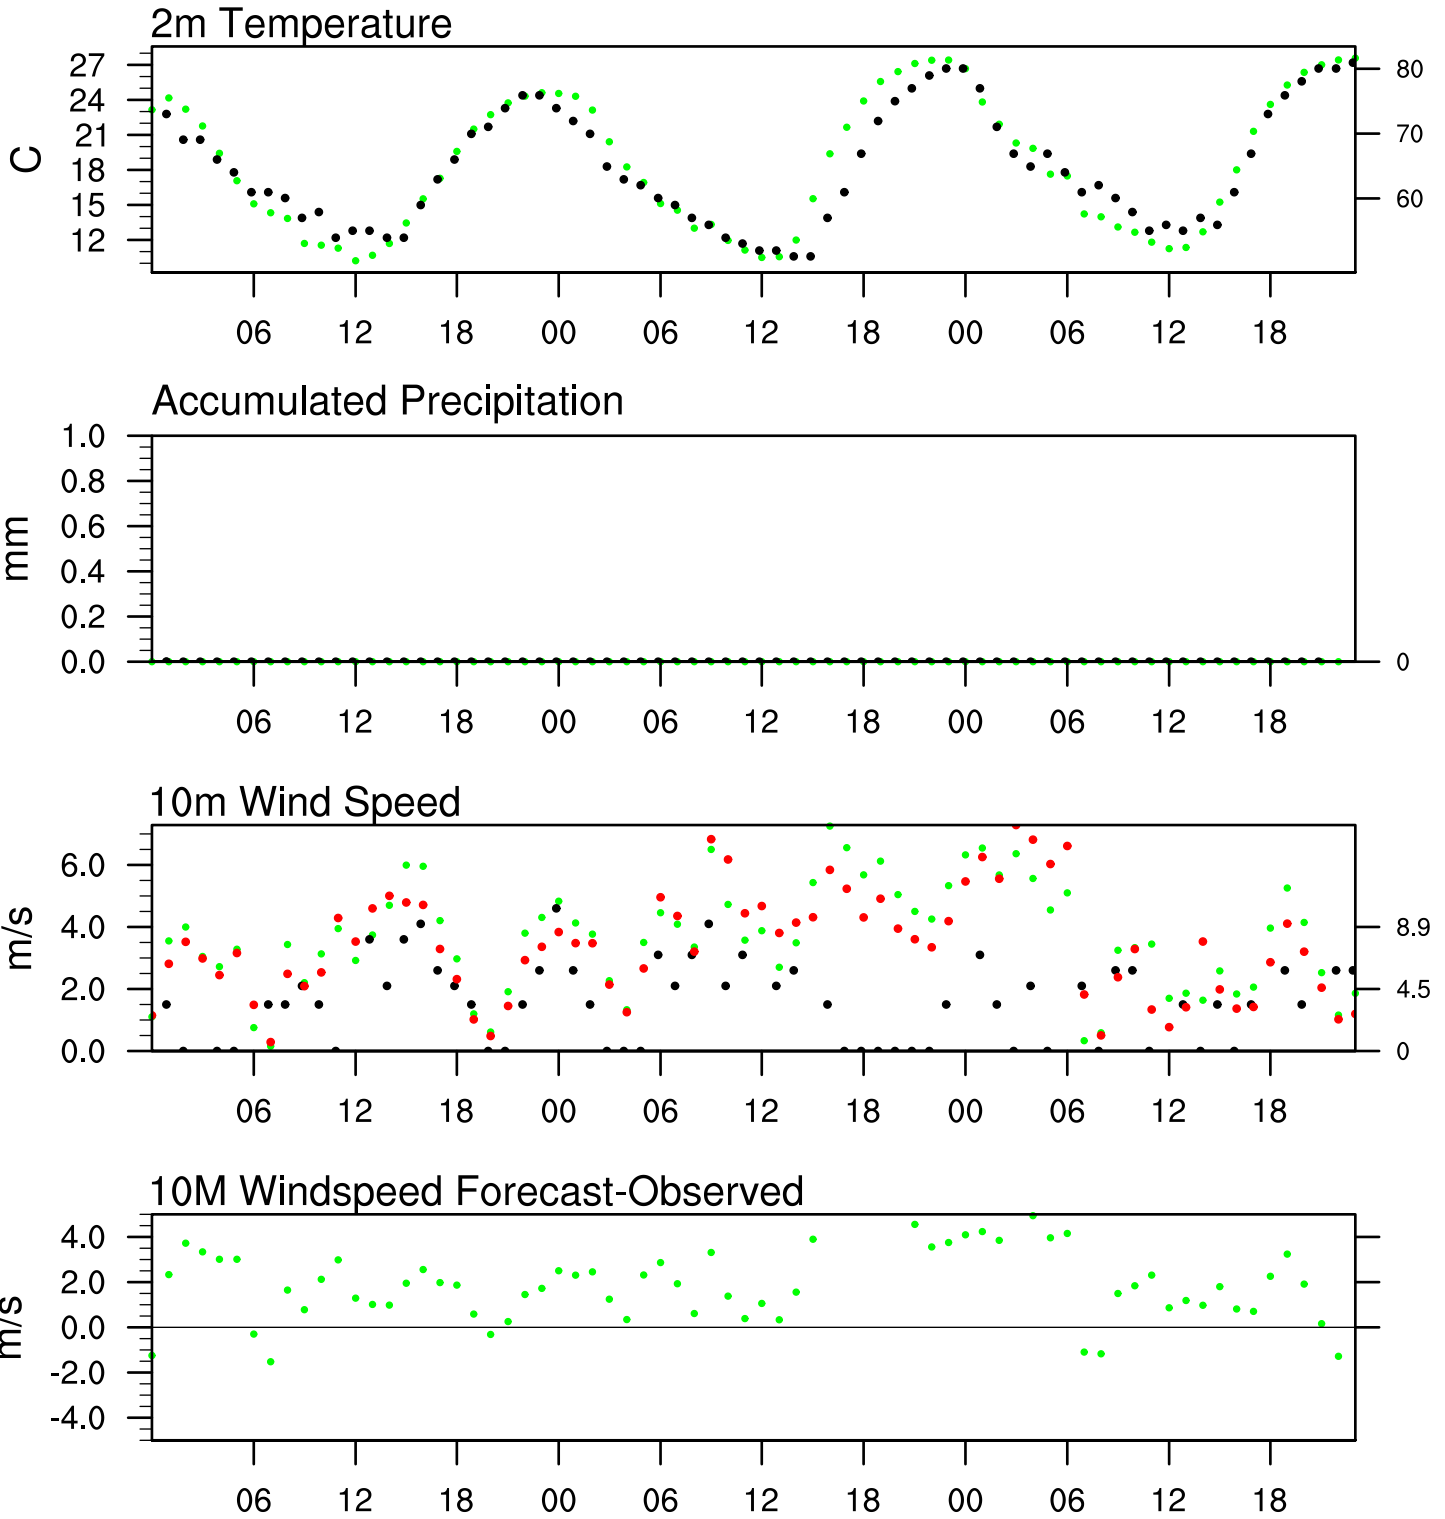 2m Temperature
27
24
21
18
15
12
C
80
70
60
06 12 18 00 06 12 18 00 06 12 18
Accumulated Precipitation
1.0
0.8
0.6
0.4
0.2
0.0
mm
0
06 12 18 00 06 12 18 00 06 12 18
10m Wind Speed
6.0
4.0
2.0
0.0
m/s
8.9
4.5
0
06 12 18 00 06 12 18 00 06 12 18
10M Windspeed Forecast-Observed
4.0
2.0
0.0
-2.0
-4.0
m/s
06 12 18 00 06 12 18 00 06 12 18